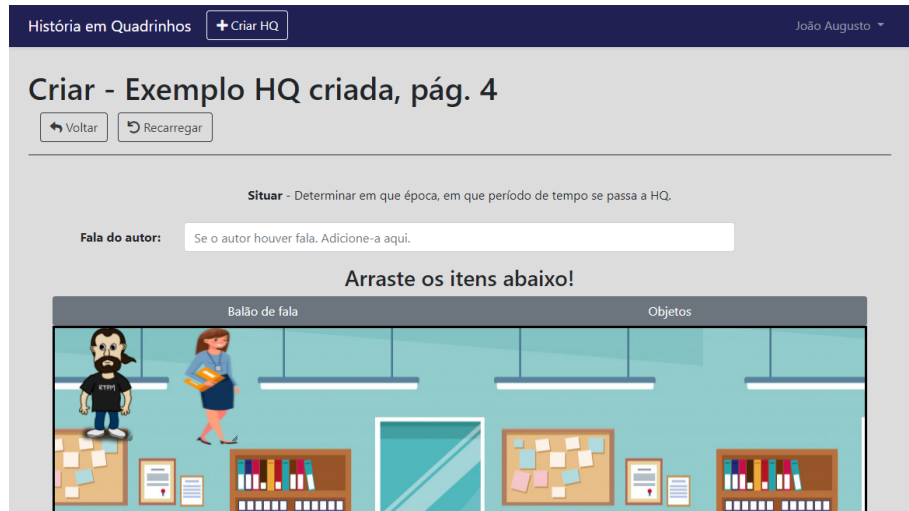 História em Quadrinhos + Criar HQ João Augusto
Criar - Exemplo HQ criada, pág. 4
Voltar Recarregar
Situar - Determinar em que época, em que período de tempo se passa a HQ.
Fala do autor: Se o autor houver fala. Adicione-a aqui.
Arraste os itens abaixo!
Balão de fala Objetos
RTFM